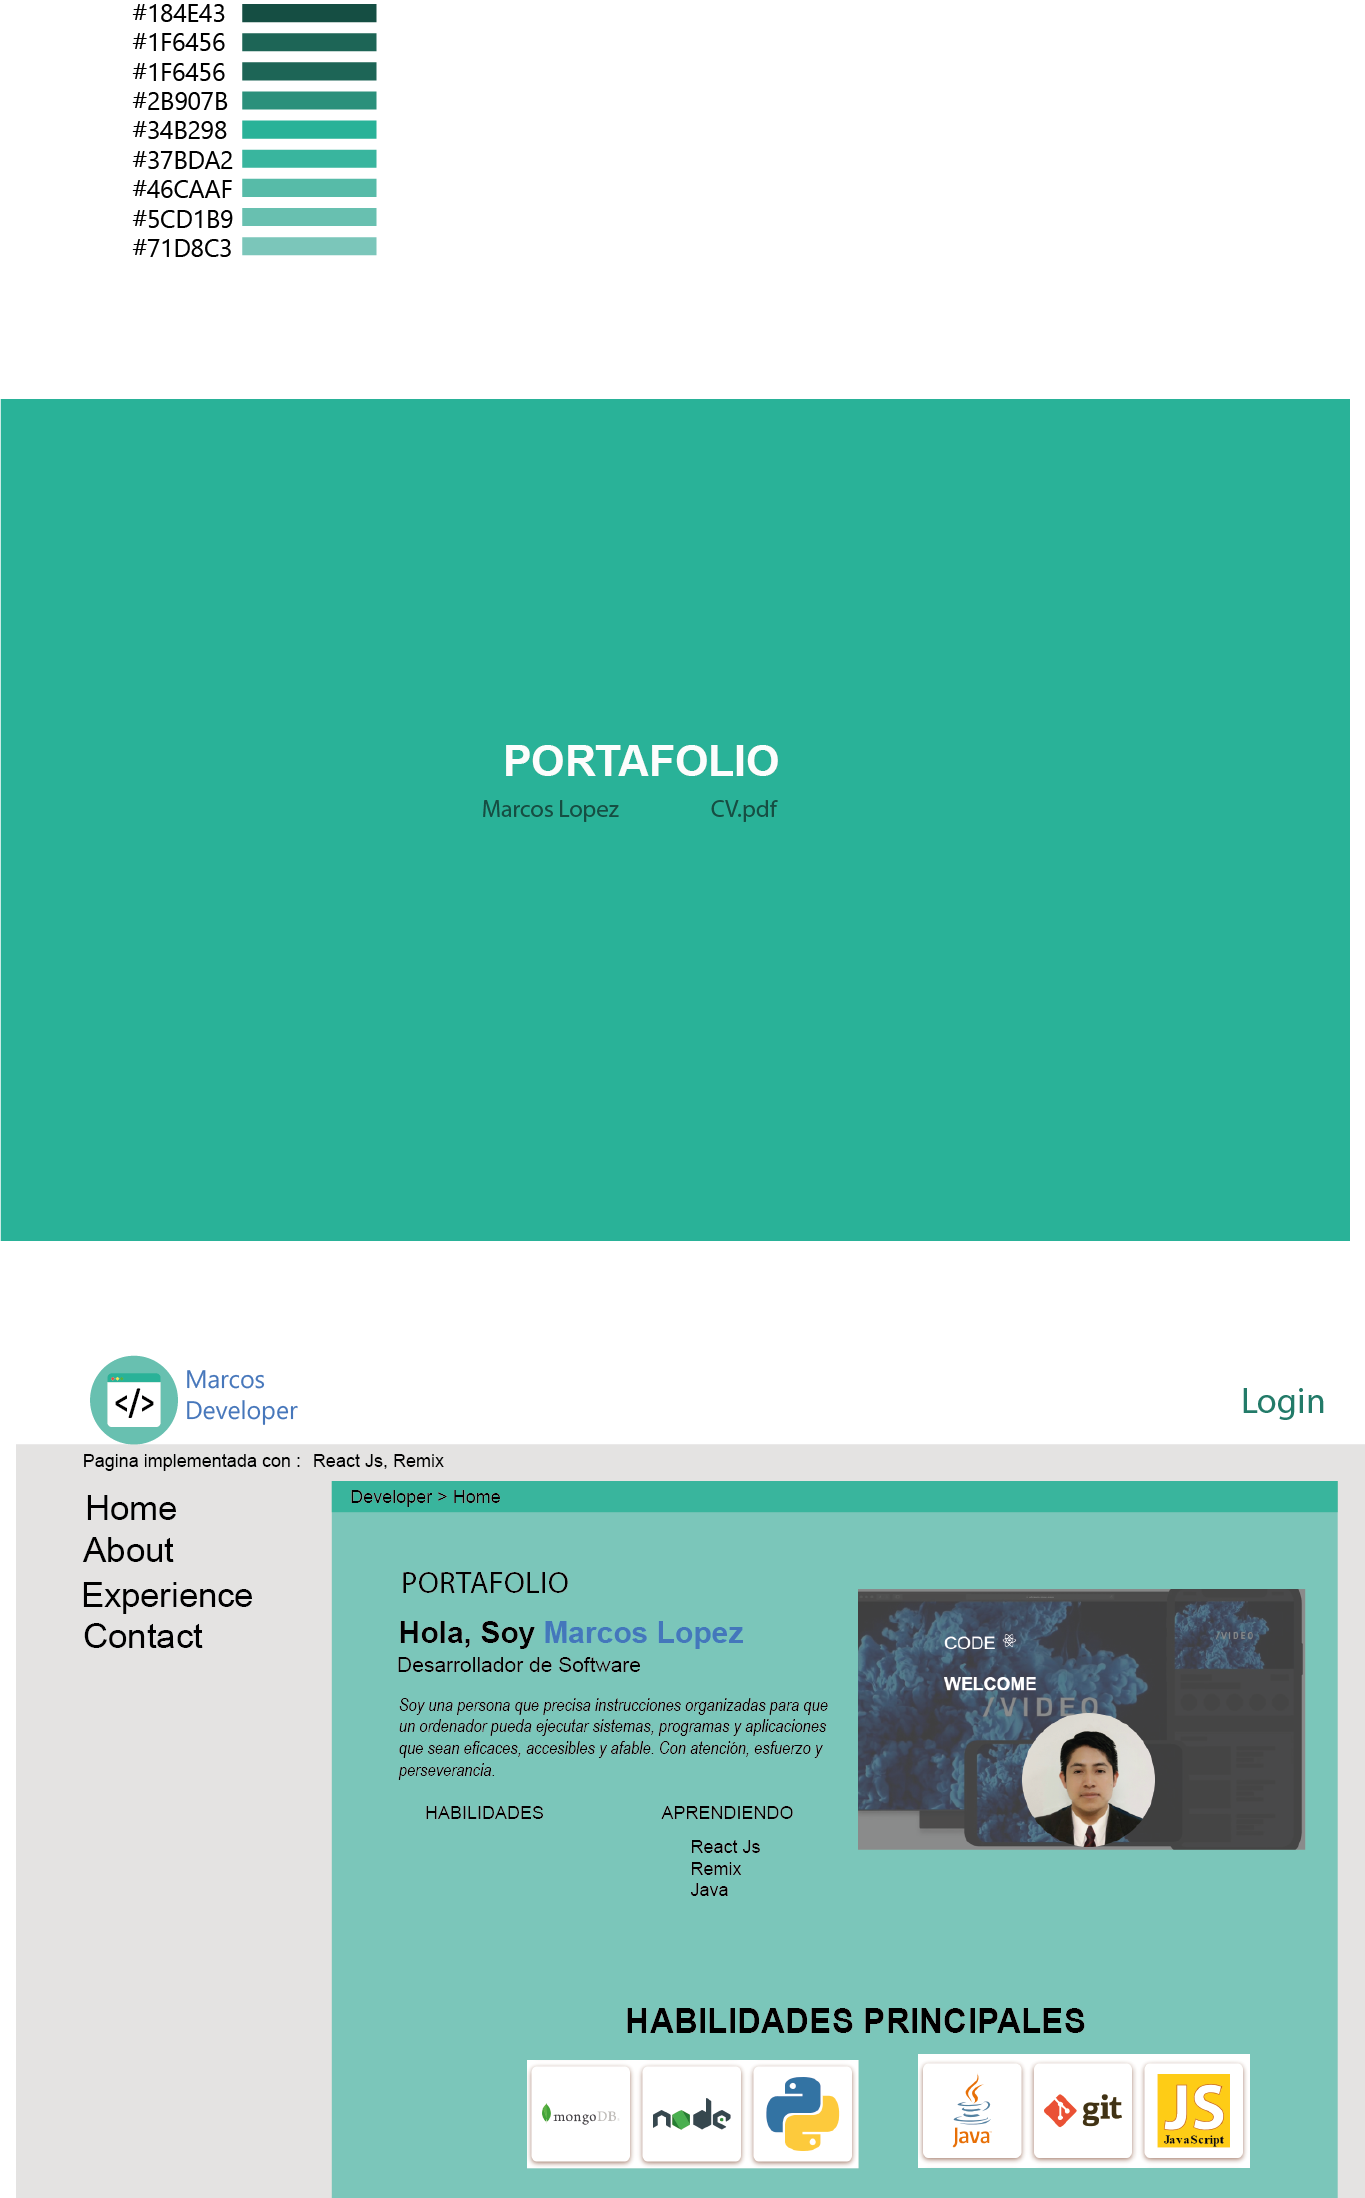 #184E43
#1F6456
#1F6456
#2B907B
#34B298
#37BDA2
#46CAAF
#5CD1B9
#71D8C3
PORTAFOLIO
Marcos Lopez CV.pdf
</>
Marcos
Developer
Login
Pagina implementada con : React Js, Remix
Home
About
Experience
Contact
Developer > Home
PORTAFOLIO
Hola, Soy Marcos Lopez
Desarrollador de Software
Soy una persona que precisa instrucciones organizadas para que
un ordenador pueda ejecutar sistemas, programas y aplicaciones
que sean eficaces, accesibles y afable. Con atención, esfuerzo y
perseverancia.
HABILIDADES
APRENDIENDO
React Js
Remix
Java
CODE
WELCOME
/VIDEO
/VIDEO
HABILIDADES PRINCIPALES
mongoDB.
node
Java
git
JS
JavaScript